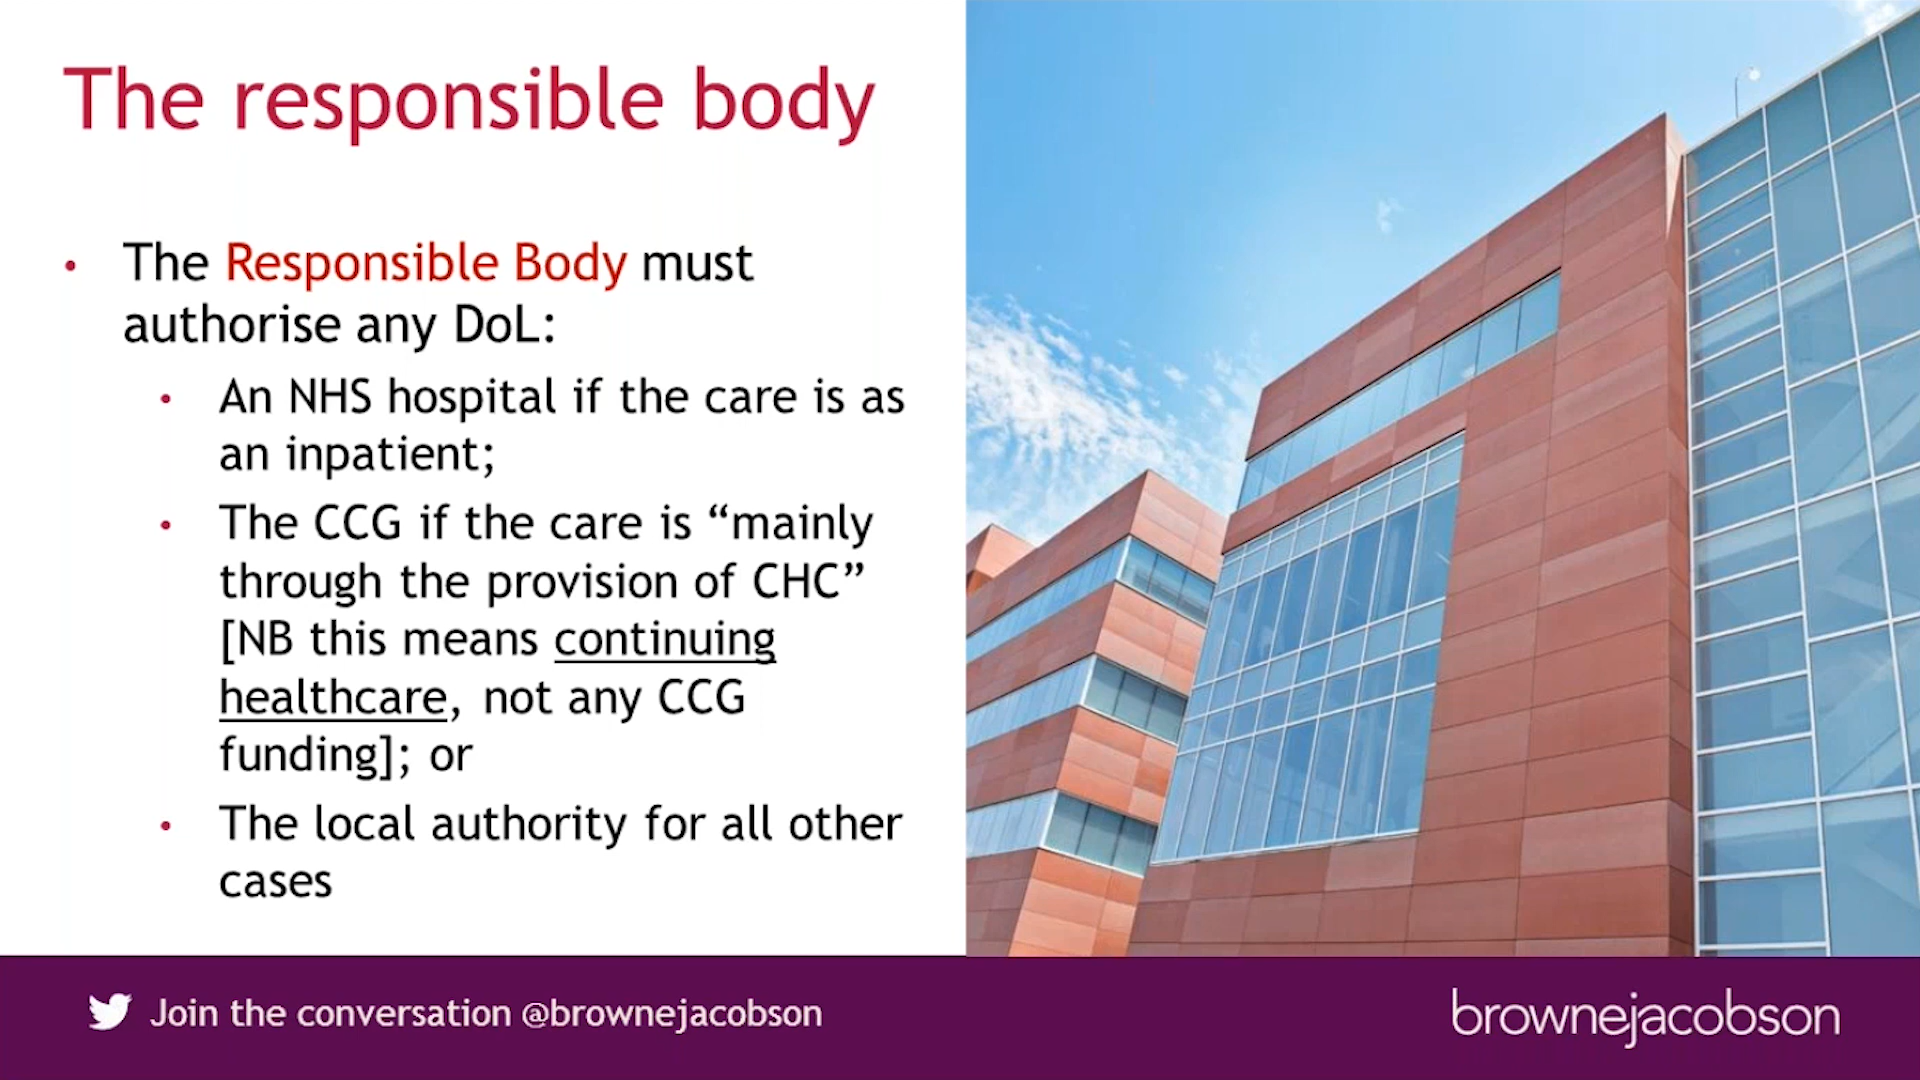 The responsible body
• The Responsible Body must
authorise any DoL:
• An NHS hospital if the care is as
an inpatient;
• The CCG if the care is “mainly
through the provision of CHC”
[NB this means continuing
healthcare, not any CCG
funding]; or
• The local authority for all other
cases
Join the conversation @brownejacobson
brownejacobson